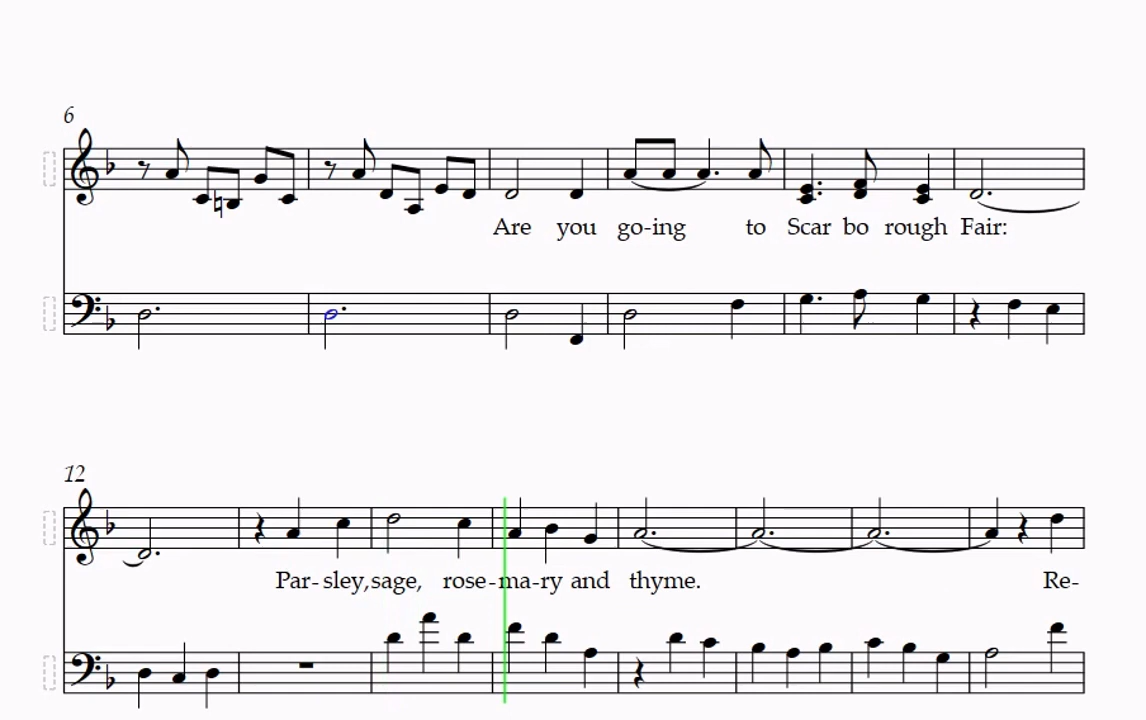 6
Are you go-ing to Scar bo rough Fair:
12
Par- sley, sage, rose-ma-ry and thyme. Re-